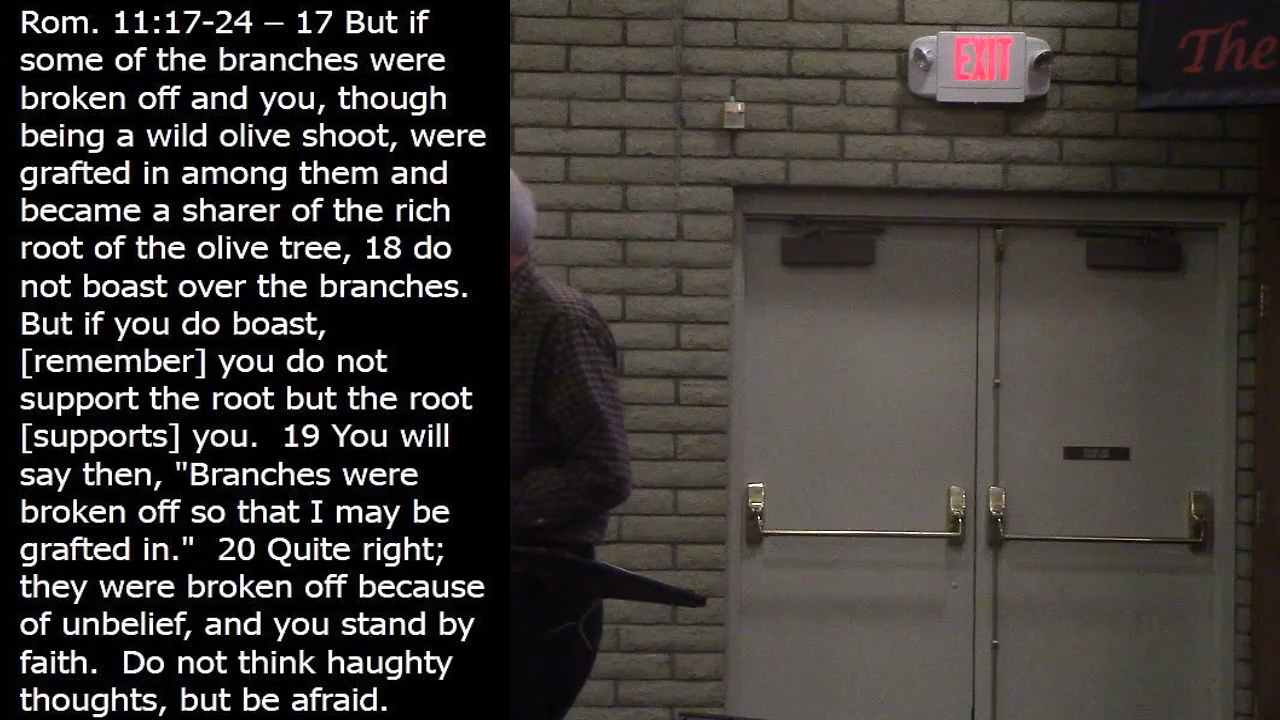 Rom. 11:17-24 – 17 But if
some of the branches were
broken off and you, though
being a wild olive shoot, were
grafted in among them and
became a sharer of the rich
root of the olive tree, 18 do
not boast over the branches.
But if you do boast,
[remember] you do not
support the root but the root
[supports] you.  19 You will
say then, "Branches were
broken off so that I may be
grafted in."  20 Quite right;
they were broken off because
of unbelief, and you stand by
faith.  Do not think haughty
thoughts, but be afraid.
EXIT
The